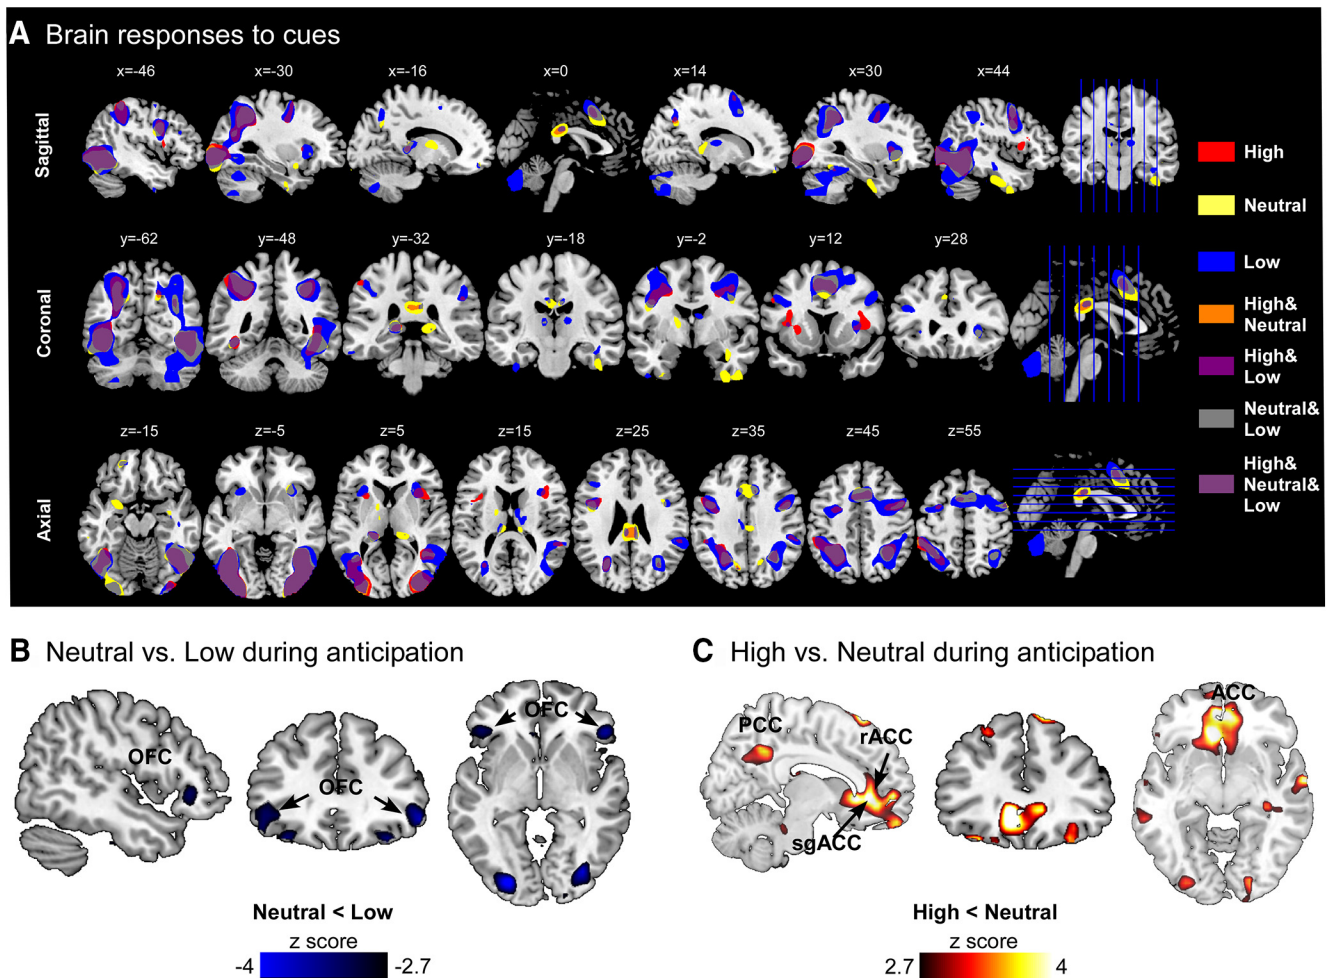 A Brain responses to cues
x=-46 x=-30 x=-16 x=0 x=14 x=30 x=44
Sagittal
High
Neutral
y=-62 y=-48 y=-32 y=-18 y=-2 y=12 y=28
Coronal
Low
High&
Neutral
High&
Low
Neutral&
Low
High&
Neutral&
Low
z=-15 z=-5 z=5 z=15 z=25 z=35 z=45 z=55
Axial
B Neutral vs. Low during anticipation
OFC
OFC
OFC
Neutral < Low
z score
-4 -2.7
C High vs. Neutral during anticipation
PCC
rACC
sgACC
ACC
High < Neutral
z score
2.7 4